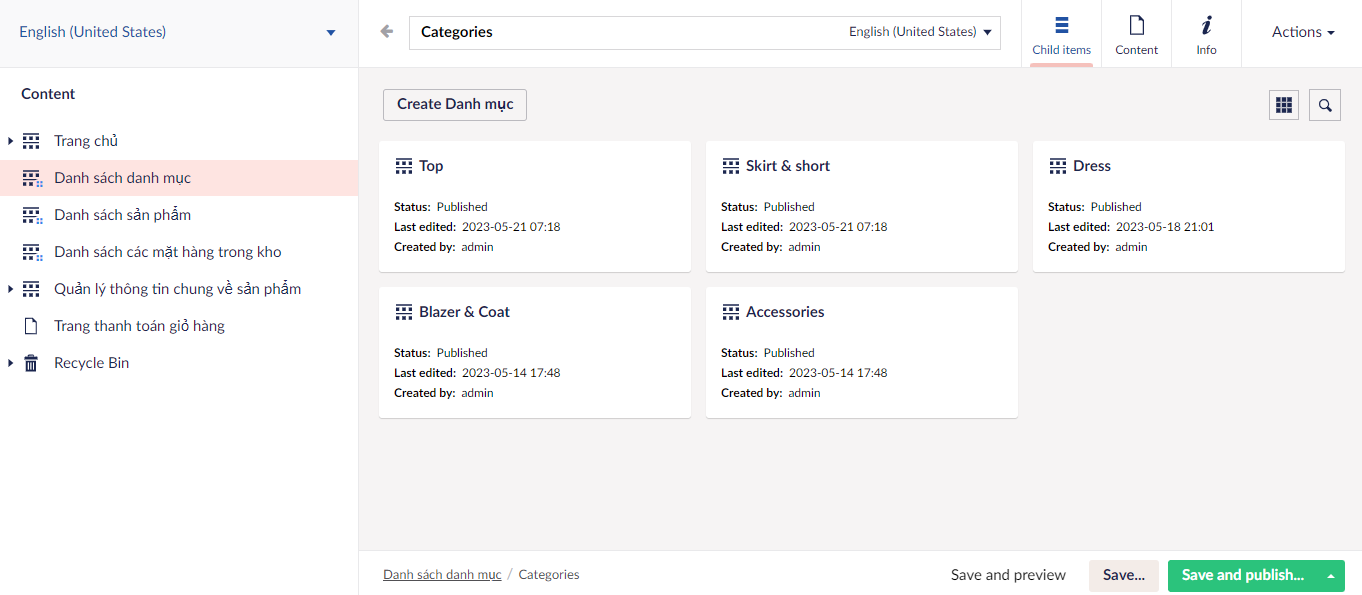 English (United States)
Categories
English (United States)
Child items
Content
Info
Actions
Content
Trang chủ
Danh sách danh mục
Danh sách sản phẩm
Danh sách các mặt hàng trong kho
Quản lý thông tin chung về sản phẩm
Trang thanh toán giỏ hàng
Recycle Bin
Create Danh mục
Top
Status: Published
Last edited: 2023-05-21 07:18
Created by: admin
Skirt & short
Status: Published
Last edited: 2023-05-21 07:18
Created by: admin
Dress
Status: Published
Last edited: 2023-05-18 21:01
Created by: admin
Blazer & Coat
Status: Published
Last edited: 2023-05-14 17:48
Created by: admin
Accessories
Status: Published
Last edited: 2023-05-14 17:48
Created by: admin
Danh sách danh mục / Categories
Save and preview
Save...
Save and publish...